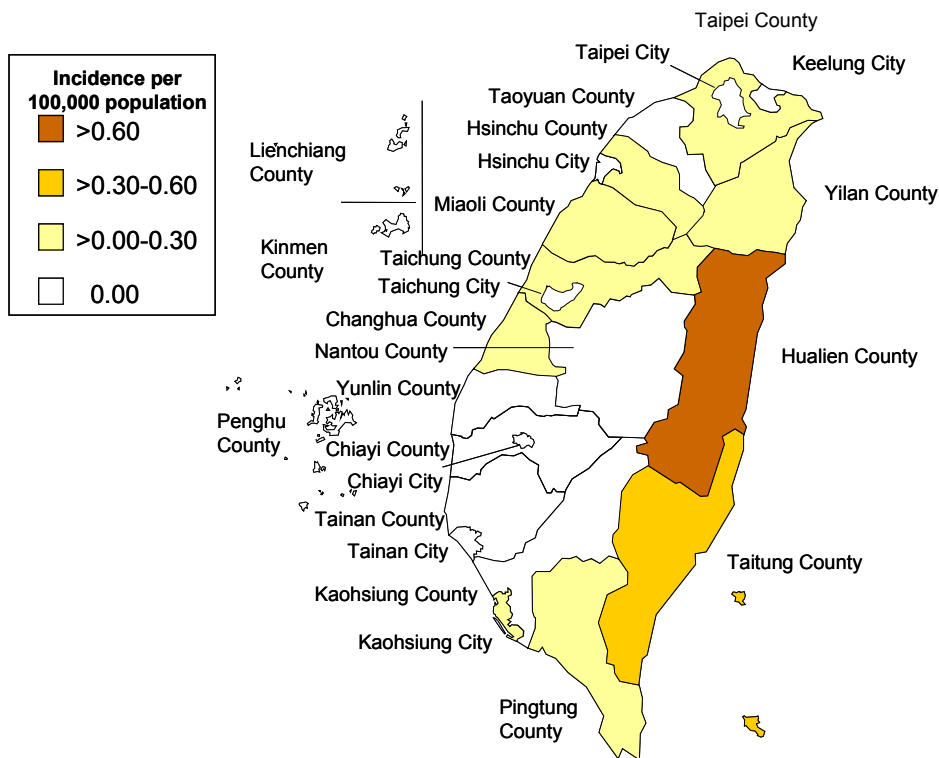 Taipei County
Taipei City
Keelung City
Incidence per
100,000 population
>0.60
>0.30-0.60
>0.00-0.30
0.00
Taoyuan County
Hsinchu County
Hsinchu City
Lienchiang
County
Yilan County
Miaoli County
Kinmen
County
Taichung County
Taichung City
Changhua County
Nantou County
Hualien County
Yunlin County
Penghu
County
Chiayi County
Chiayi City
Tainan County
Tainan City
Taitung County
Kaohsiung County
Kaohsiung City
Pingtung
County